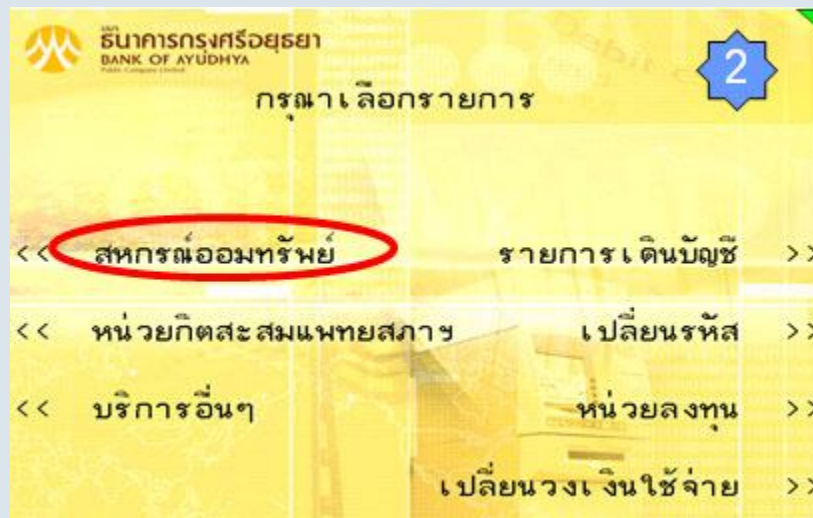 บมจ.
ธนาคารกรุงศรีอยุธยา
BANK OF AYUDHYA
Public Company Limited
2
กรุณาเลือกรายการ
<< สหกรณ์ออมทรัพย์ รายการเดินบัญชี >>
<< หน่วยกิตสะสมแพทยสภาฯ เปลี่ยนรหัส >>
<< บริการอื่นๆ หน่วยลงทุน >>
เปลี่ยนวงเงินใช้จ่าย >>